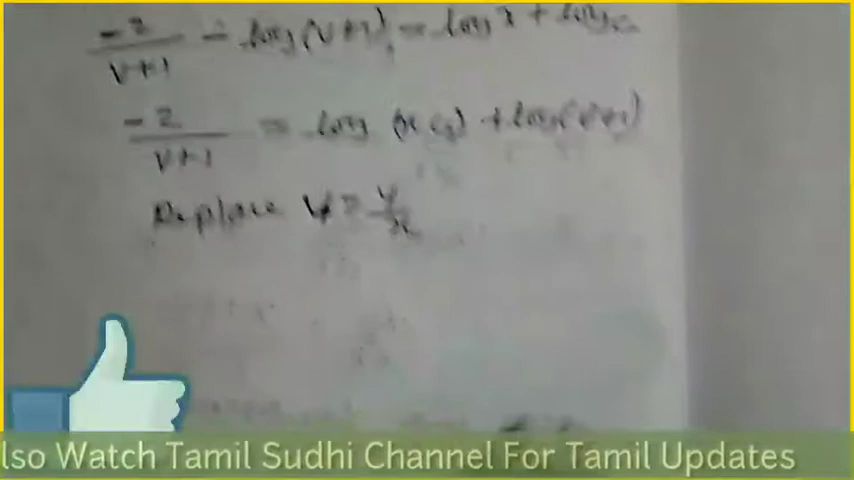 -2/(v+1) - log(v+1) = log x + log c
-2/(v+1) = log (x c) + log(v+1)
Replace v = y/x
lso Watch Tamil Sudhi Channel For Tamil Updates